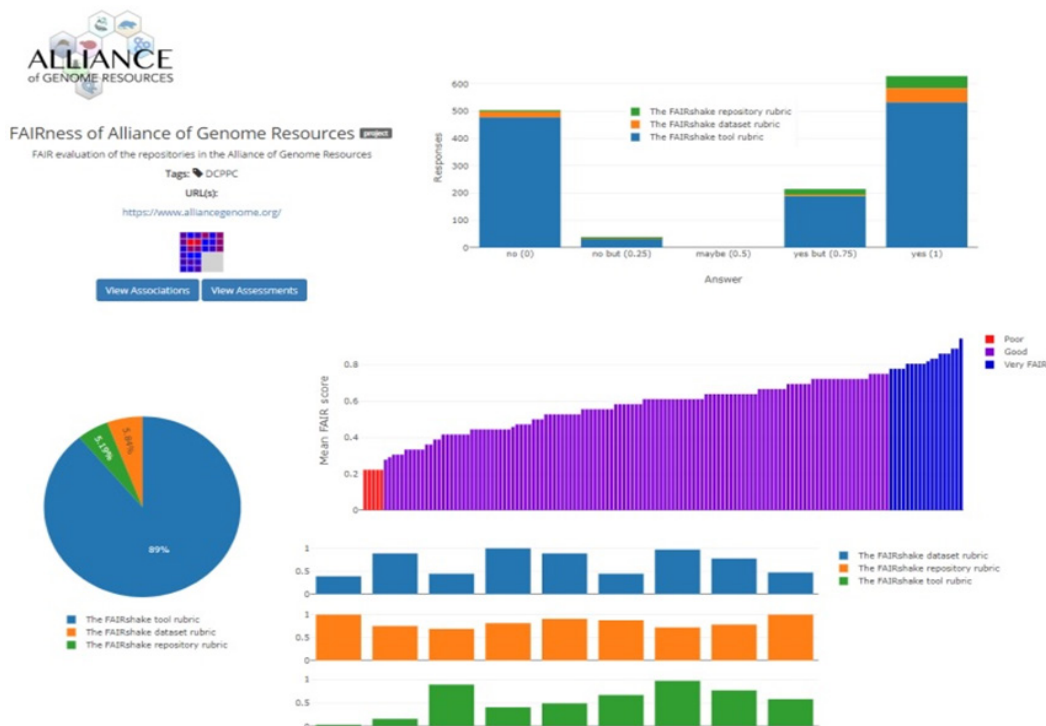 ALLIANCE
of GENOME RESOURCES
FAIRness of Alliance of Genome Resources project
FAIR evaluation of the repositories in the Alliance of Genome Resources
Tags: DCPPC
URL(s):
https://www.alliancegenome.org/
View Associations View Assessments
600
500
400
300
200
100
0
Responses
The FAIRshake repository rubric
The FAIRshake dataset rubric
The FAIRshake tool rubric
no (0) no but (0.25) maybe (0.5) yes but (0.75) yes (1)
Answer
0.8
0.6
0.4
0.2
0
Mean FAIR score
Poor
Good
Very FAIR
5.19%
5.84%
89%
The FAIRshake tool rubric
The FAIRshake dataset rubric
The FAIRshake repository rubric
1
0.5
0
1
0.5
0
1
0.5
The FAIRshake dataset rubric
The FAIRshake repository rubric
The FAIRshake tool rubric